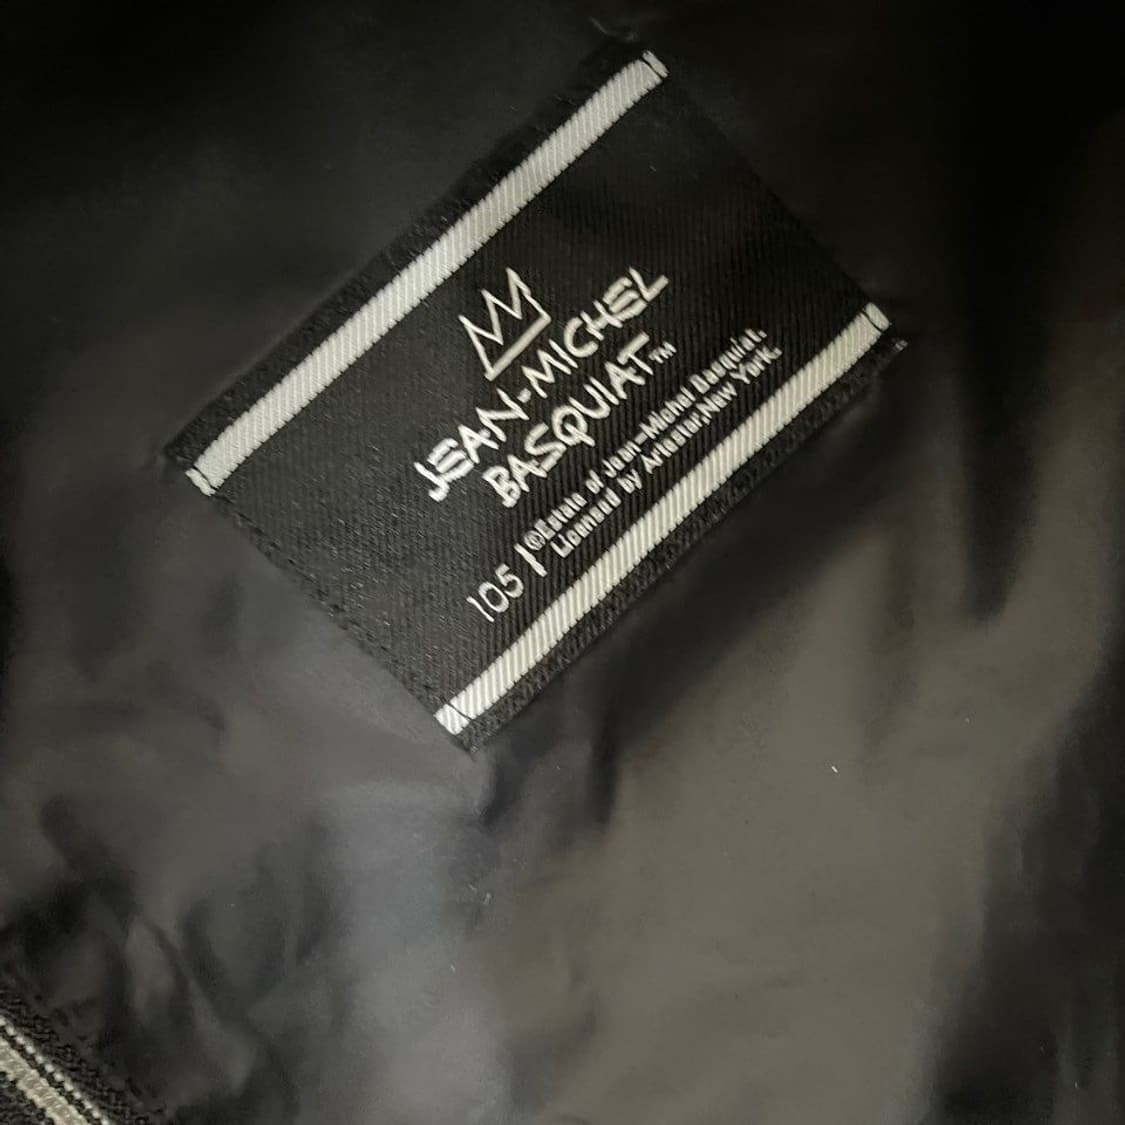 JEAN-MICHEL
BASQUIAT™
105 | ©Estate of Jean-Michel Basquiat.
Licensed by Artestar, New York.